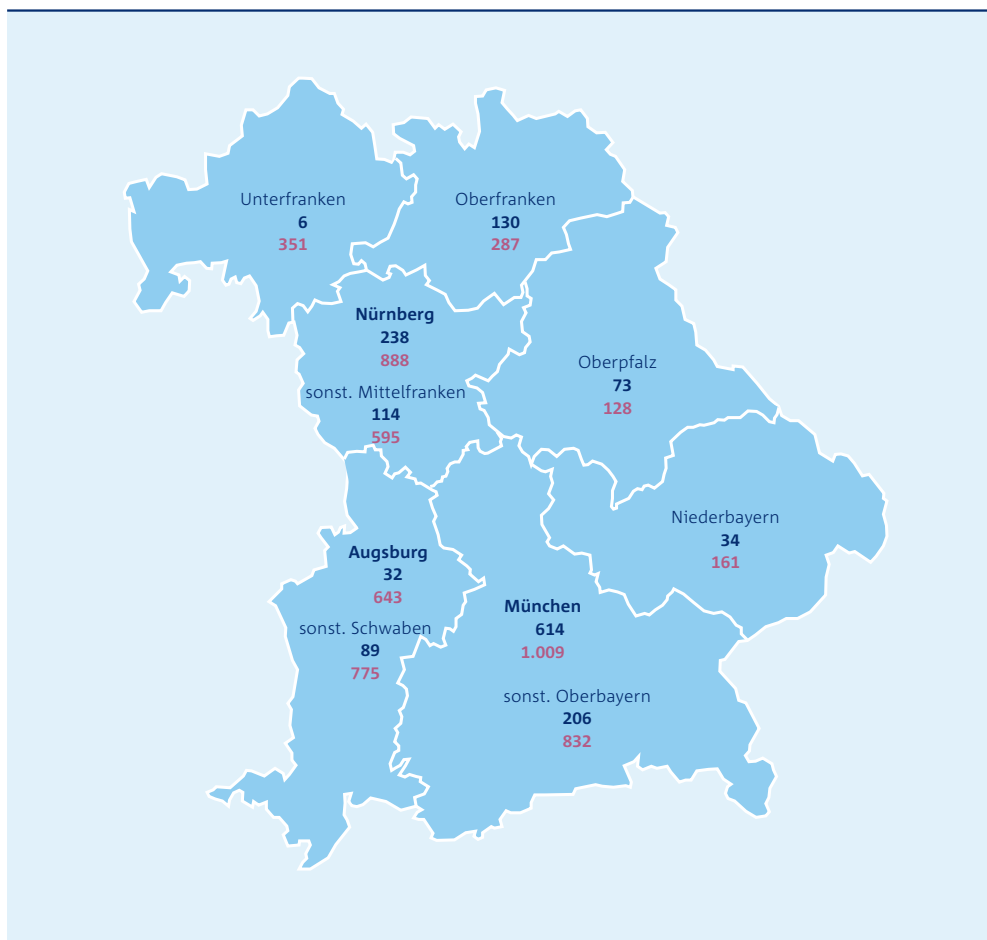 Unterfranken
6
351
Oberfranken
130
287
Nürnberg
238
888
sonst. Mittelfranken
114
595
Oberpfalz
73
128
Niederbayern
34
161
Augsburg
32
643
sonst. Schwaben
89
775
München
614
1.009
sonst. Oberbayern
206
832